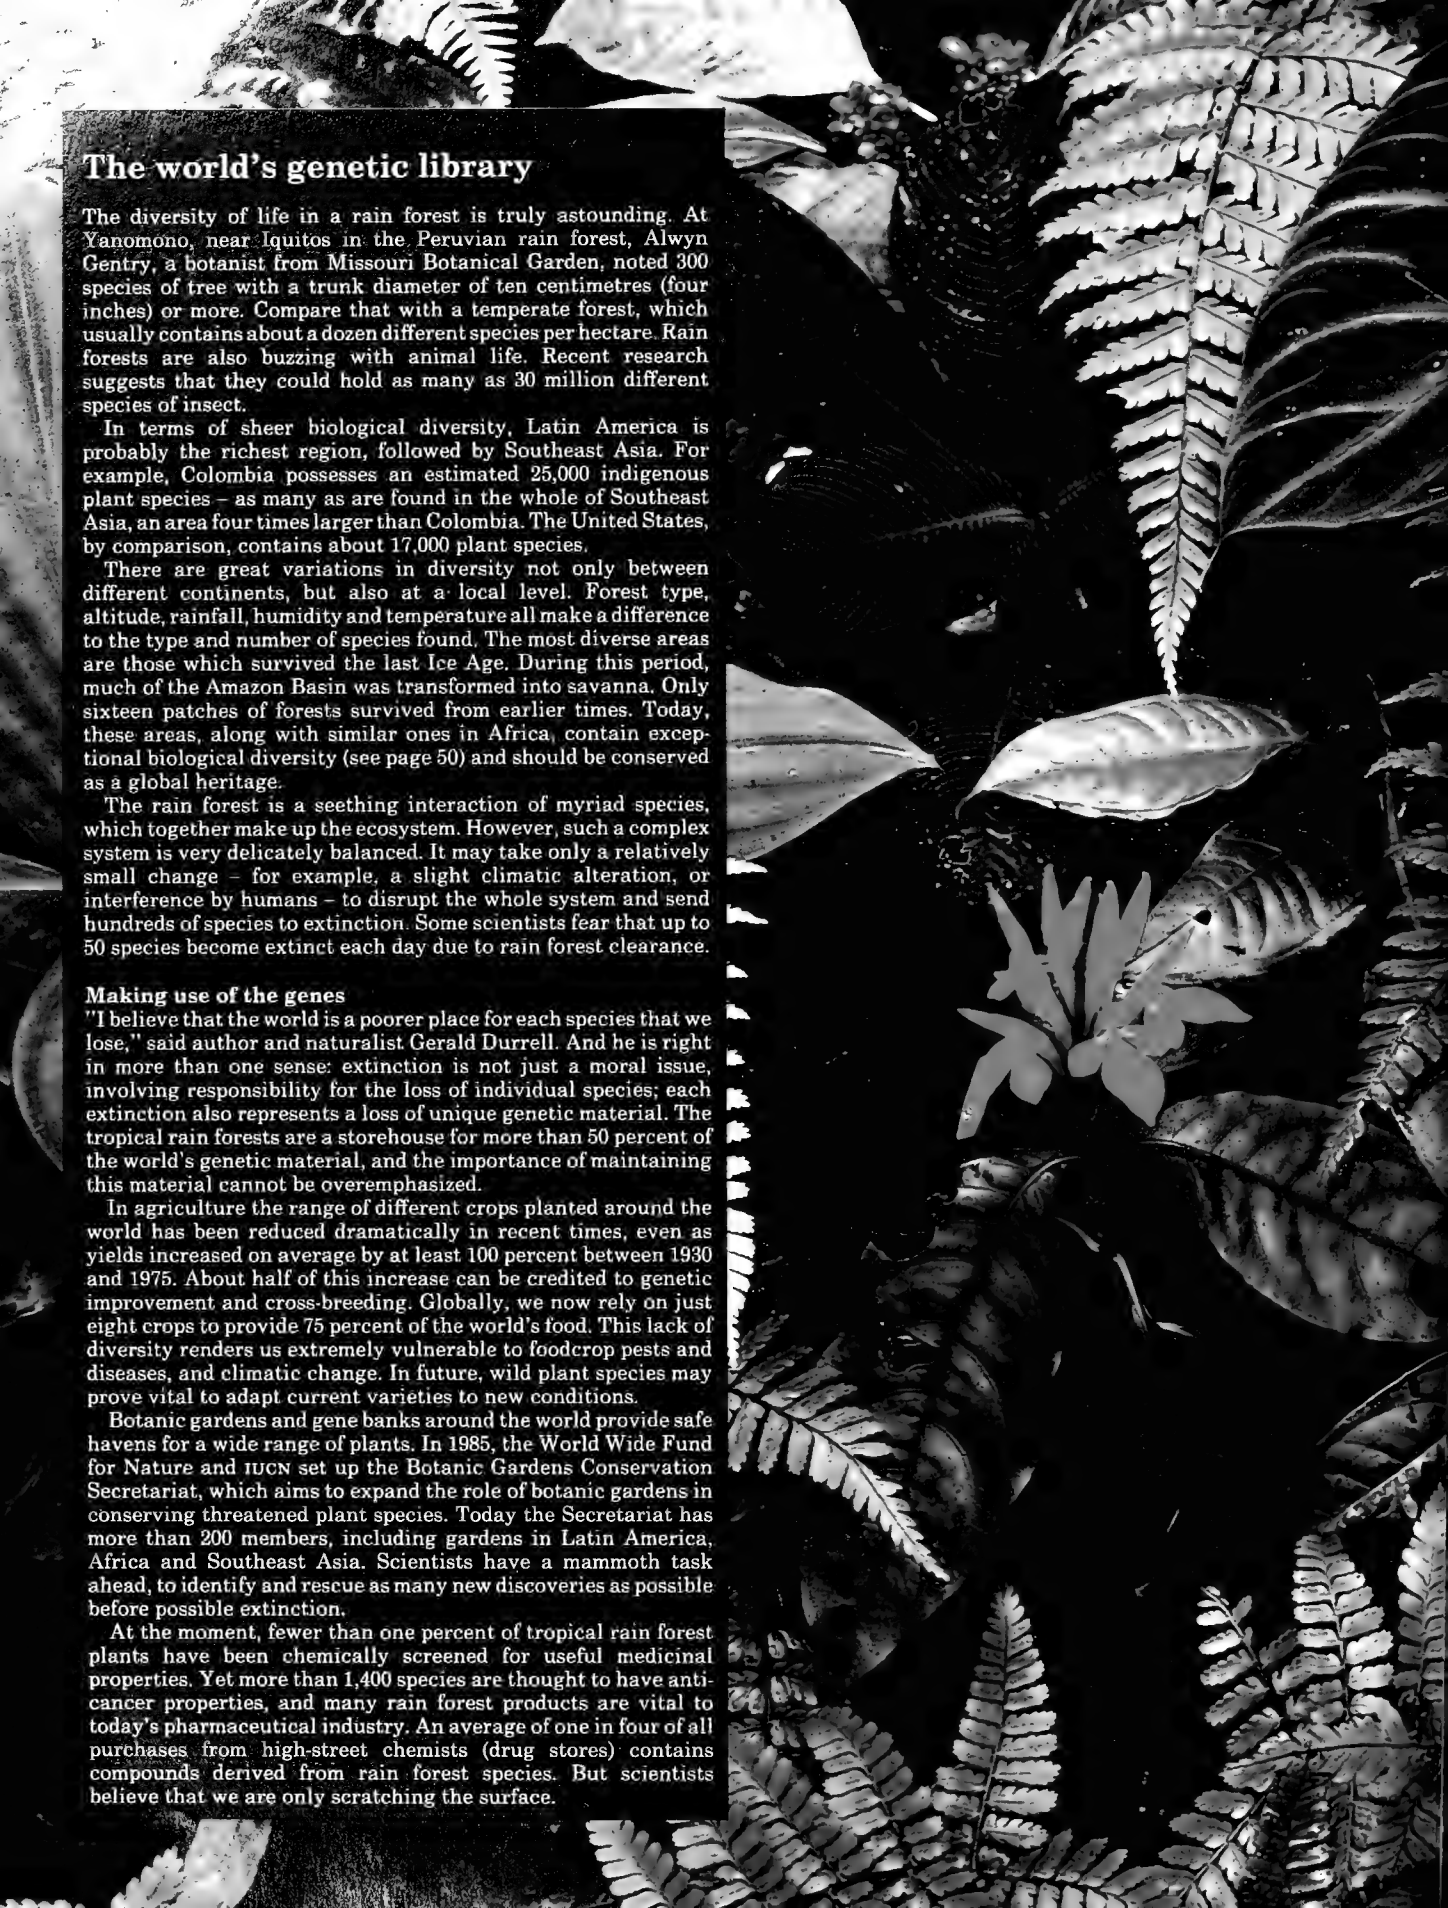 The world's genetic library
The diversity of life in a rain forest is truly astounding. At
Yanomono, near Iquitos in the Peruvian rain forest, Alwyn
Gentry, a botanist from Missouri Botanical Garden, noted 300
species of tree with a trunk diameter of ten centimetres (four
inches) or more. Compare that with a temperate forest, which
usually contains about a dozen different species per hectare. Rain
forests are also buzzing with animal life. Recent research
suggests that they could hold as many as 30 million different
species of insect.
In terms of sheer biological diversity, Latin America is
probably the richest region, followed by Southeast Asia. For
example, Colombia possesses an estimated 25,000 indigenous
plant species – as many as are found in the whole of Southeast
Asia, an area four times larger than Colombia. The United States,
by comparison, contains about 17,000 plant species.
There are great variations in diversity not only between
different continents, but also at a local level. Forest type,
altitude, rainfall, humidity and temperature all make a difference
to the type and number of species found. The most diverse areas
are those which survived the last Ice Age. During this period,
much of the Amazon Basin was transformed into savanna. Only
sixteen patches of forests survived from earlier times. Today,
these areas, along with similar ones in Africa, contain excep-
tional biological diversity (see page 50) and should be conserved
as a global heritage.
The rain forest is a seething interaction of myriad species,
which together make up the ecosystem. However, such a complex
system is very delicately balanced. It may take only a relatively
small change – for example, a slight climatic alteration, or
interference by humans – to disrupt the whole system and send
hundreds of species to extinction. Some scientists fear that up to
50 species become extinct each day due to rain forest clearance.
Making use of the genes
"I believe that the world is a poorer place for each species that we
lose," said author and naturalist Gerald Durrell. And he is right
in more than one sense: extinction is not just a moral issue,
involving responsibility for the loss of individual species; each
extinction also represents a loss of unique genetic material. The
tropical rain forests are a storehouse for more than 50 percent of
the world's genetic material, and the importance of maintaining
this material cannot be overemphasized.
In agriculture the range of different crops planted around the
world has been reduced dramatically in recent times, even as
yields increased on average by at least 100 percent between 1930
and 1975. About half of this increase can be credited to genetic
improvement and cross-breeding. Globally, we now rely on just
eight crops to provide 75 percent of the world's food. This lack of
diversity renders us extremely vulnerable to foodcrop pests and
diseases, and climatic change. In future, wild plant species may
prove vital to adapt current varieties to new conditions.
Botanic gardens and gene banks around the world provide safe
havens for a wide range of plants. In 1985, the World Wide Fund
for Nature and IUCN set up the Botanic Gardens Conservation
Secretariat, which aims to expand the role of botanic gardens in
conserving threatened plant species. Today the Secretariat has
more than 200 members, including gardens in Latin America,
Africa and Southeast Asia. Scientists have a mammoth task
ahead, to identify and rescue as many new discoveries as possible
before possible extinction.
At the moment, fewer than one percent of tropical rain forest
plants have been chemically screened for useful medicinal
properties. Yet more than 1,400 species are thought to have anti-
cancer properties, and many rain forest products are vital to
today's pharmaceutical industry. An average of one in four of all
purchases from high-street chemists (drug stores) contains
compounds derived from rain forest species. But scientists
believe that we are only scratching the surface.